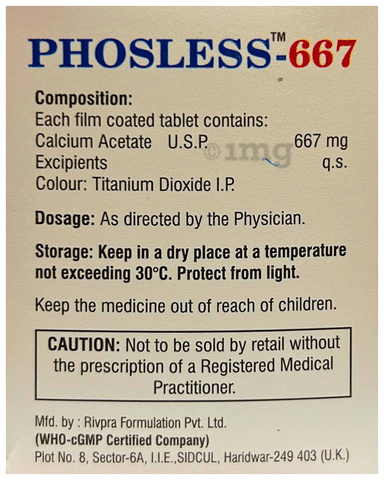 PHOSLESS™-667
Composition:
Each film coated tablet contains:
Calcium Acetate U.S.P. 667 mg
©1mg
Excipients q.s.
Colour: Titanium Dioxide I.P.
Dosage: As directed by the Physician.
Storage: Keep in a dry place at a temperature
not exceeding 30°C. Protect from light.
Keep the medicine out of reach of children.
CAUTION: Not to be sold by retail without
the prescription of a Registered Medical
Practitioner.
Mfd. by : Rivpra Formulation Pvt. Ltd.
(WHO-cGMP Certified Company)
Plot No. 8, Sector-6A, I.I.E.,SIDCUL, Haridwar-249 403 (U.K.)